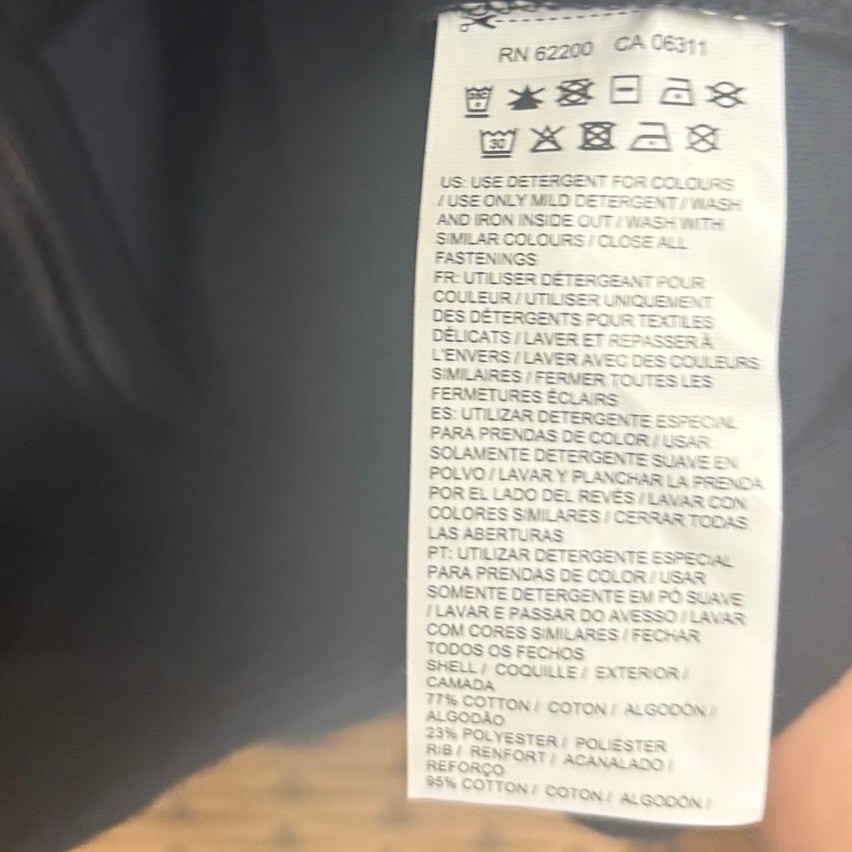 RN 62200 CA 06311
30
US: USE DETERGENT FOR COLOURS
/ USE ONLY MILD DETERGENT / WASH
AND IRON INSIDE OUT / WASH WITH
SIMILAR COLOURS / CLOSE ALL
FASTENINGS
FR: UTILISER DÉTERGEANT POUR
COULEUR / UTILISER UNIQUEMENT
DES DÉTERGENTS POUR TEXTILES
DÉLICATS / LAVER ET REPASSER À
L'ENVERS / LAVER AVEC DES COULEURS
SIMILAIRES / FERMER TOUTES LES
FERMETURES ÉCLAIRS
ES: UTILIZAR DETERGENTE ESPECIAL
PARA PRENDAS DE COLOR / USAR
SOLAMENTE DETERGENTE SUAVE EN
POLVO / LAVAR Y PLANCHAR LA PRENDA
POR EL LADO DEL REVÉS / LAVAR CON
COLORES SIMILARES / CERRAR TODAS
LAS ABERTURAS
PT: UTILIZAR DETERGENTE ESPECIAL
PARA PRENDAS DE COLOR / USAR
SOMENTE DETERGENTE EM PÓ SUAVE
/ LAVAR E PASSAR DO AVESSO / LAVAR
COM CORES SIMILARES / FECHAR
TODOS OS FECHOS
SHELL / COQUILLE / EXTERIOR /
CAMADA
77% COTTON / COTON / ALGODÓN /
ALGODÃO
23% POLYESTER / POLIÉSTER
RIB / RENFORT / ACANALADO /
REFORÇO
95% COTTON / COTON / ALGODÓN /